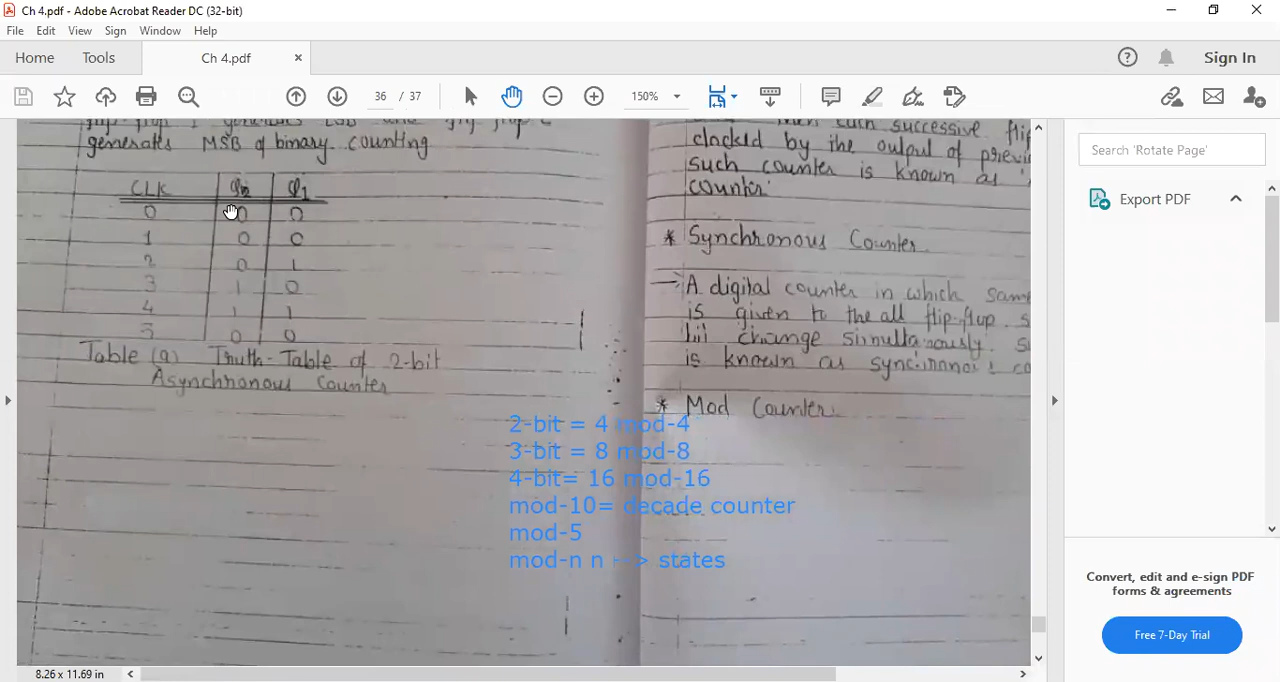 Ch 4.pdf - Adobe Acrobat Reader DC (32-bit)
File Edit View Sign Window Help
Home Tools Ch 4.pdf × Sign In
36 / 37 150%
generates MSB of binary counting
CLK Q2 Q1
0 0 0
1 0 0
2 0 1
3 1 0
4 1 1
5 0 0
Table (a) Truth-Table of 2-bit
Asynchronous Counter
successive
clocked by the output of
such counter is known as
counter.
* Synchronous Counter
→ A digital counter in which same
is given to the all flip-flop
change simultaneously.
is known as
* Mod Counter.
2-bit = 4 mod-4
3-bit = 8 mod-8
4-bit= 16 mod-16
mod-10= decade counter
mod-5
mod-n n --> states
Search 'Rotate Page'
Export PDF
Convert, edit and e-sign PDF
forms & agreements
Free 7-Day Trial
8.26 x 11.69 in